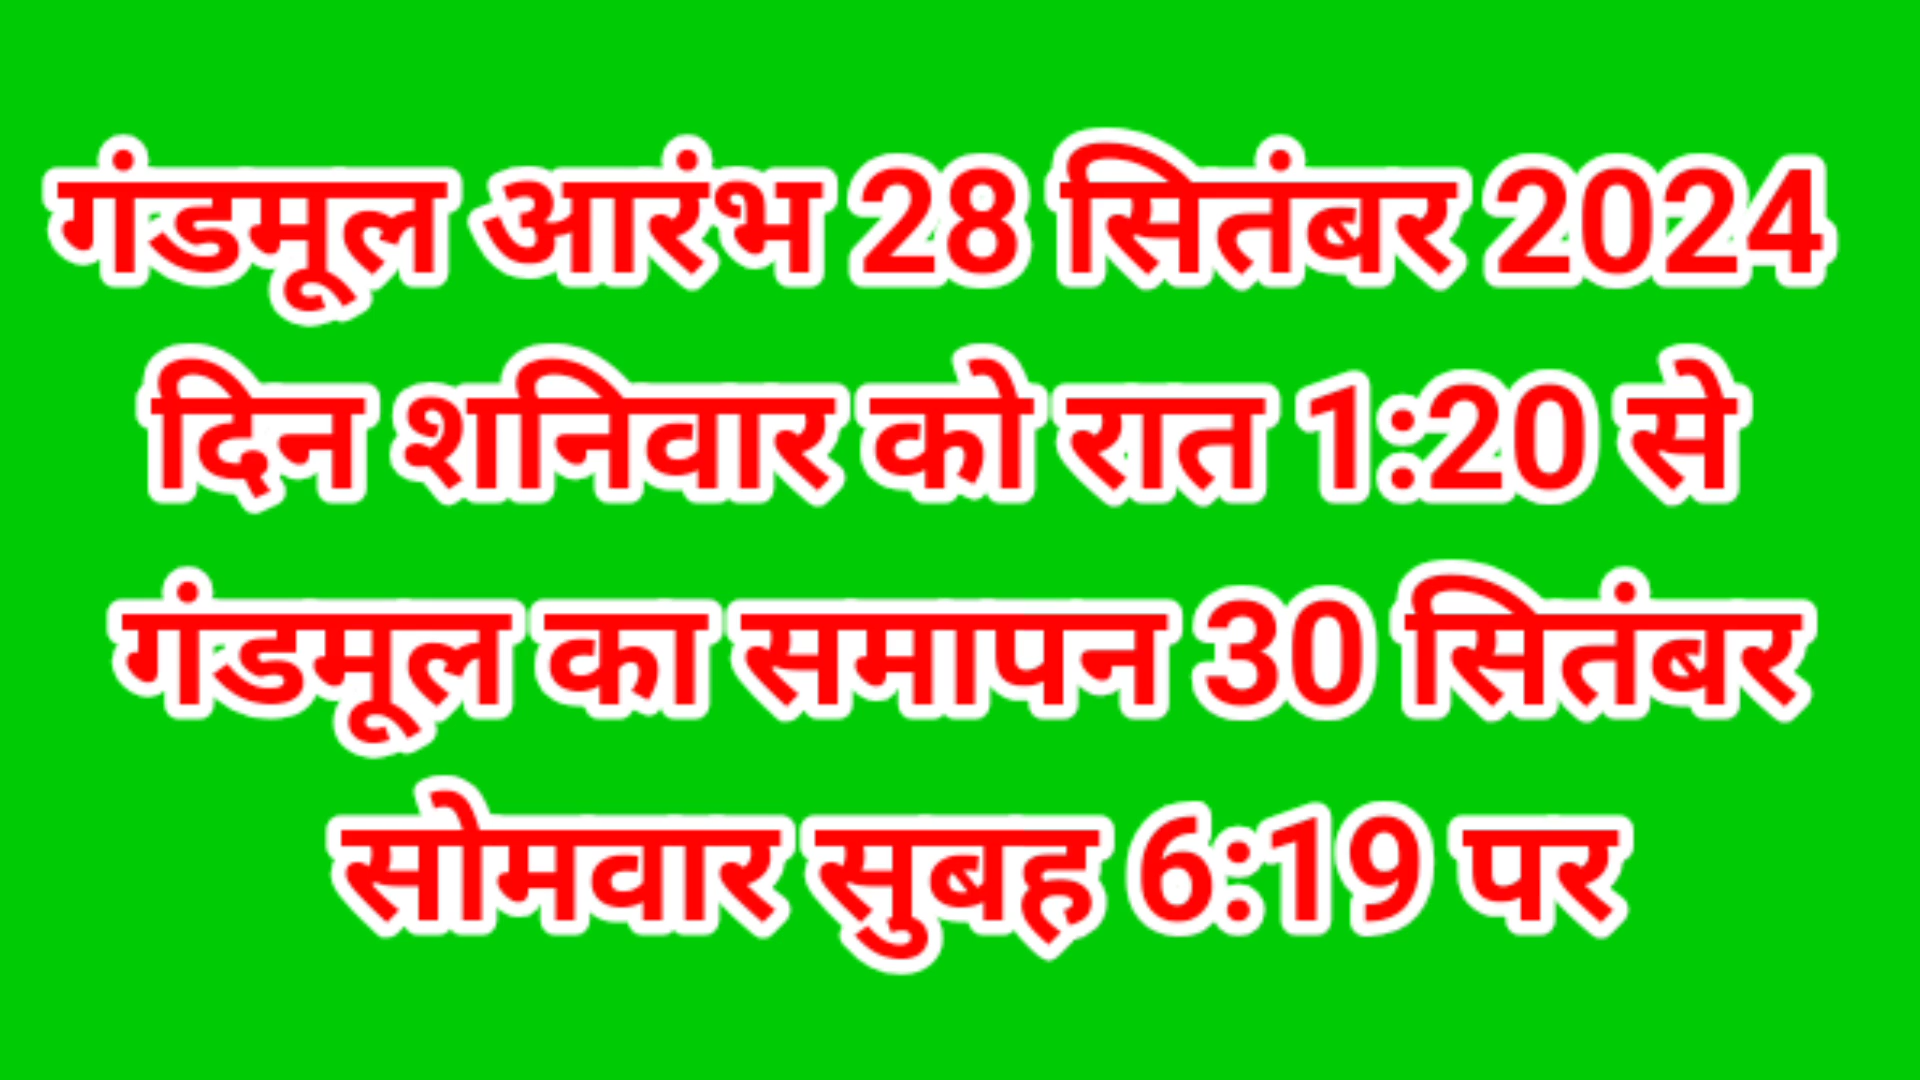 गंडमूल आरंभ 28 सितंबर 2024
दिन शनिवार को रात 1:20 से
गंडमूल का समापन 30 सितंबर
सोमवार सुबह 6:19 पर